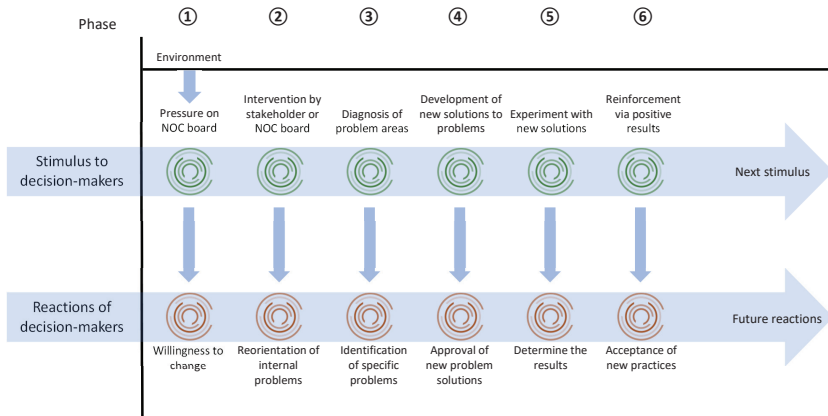 Phase
①
②
③
④
⑤
⑥
Environment
Pressure on
NOC board
Intervention by
stakeholder or
NOC board
Diagnosis of
problem areas
Development of
new solutions to
problems
Experiment with
new solutions
Reinforcement
via positive
results
Stimulus to
decision-makers
Next stimulus
Reactions of
decision-makers
Future reactions
Willingness to
change
Reorientation of
internal
problems
Identification
of specific
problems
Approval of
new problem
solutions
Determine the
results
Acceptance of
new practices